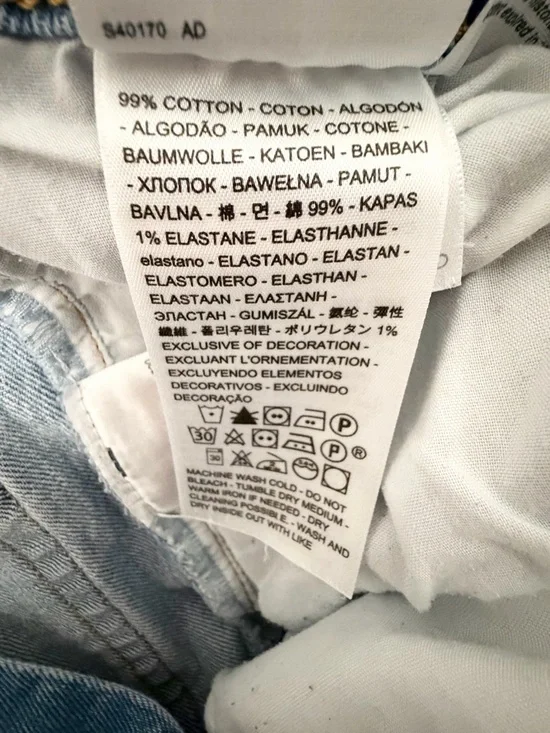 S40170 AD
99% COTTON - COTON - ALGODÓN
- ALGODÃO - PAMUK - COTONE -
BAUMWOLLE - KATOEN - BAMBAKI
- ХЛОПОК - BAWEŁNA - PAMUT -
BAVLNA - 棉 - 면 - 綿 99% - KAPAS
1% ELASTANE - ELASTHANNE -
elastano - ELASTANO - ELASTAN -
ELASTOMERO - ELASTHAN -
ELASTAAN - ΕΛΑΣΤΑΝΗ -
ЭЛАСТАН - GUMISZÁL - 氨纶 - 彈性
纖維 - 폴리우레탄 - ポリウレタン 1%
EXCLUSIVE OF DECORATION -
EXCLUANT L'ORNEMENTATION -
EXCLUYENDO ELEMENTOS
DECORATIVOS - EXCLUINDO
DECORAÇÃO
P
30 P ®
30
MACHINE WASH COLD - DO NOT
BLEACH - TUMBLE DRY MEDIUM -
WARM IRON IF NEEDED - DRY
CLEANING POSSIBLE - WASH AND
DRY INSIDE OUT WITH LIKE